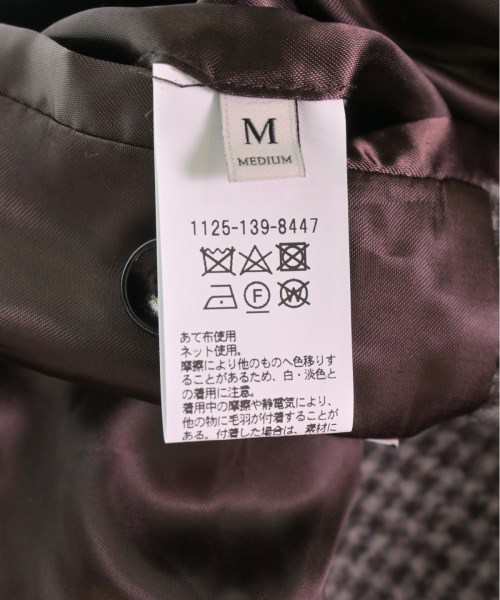 M
MEDIUM
1125-139-8447
F
W
あて布使用
ネット使用。
摩擦により他のものへ色移りす
ることがあるため、白・淡色と
の着用に注意。
着用中の摩擦や静電気により、
他の物に毛羽が付着することが
ある。付着した場合は、素材に